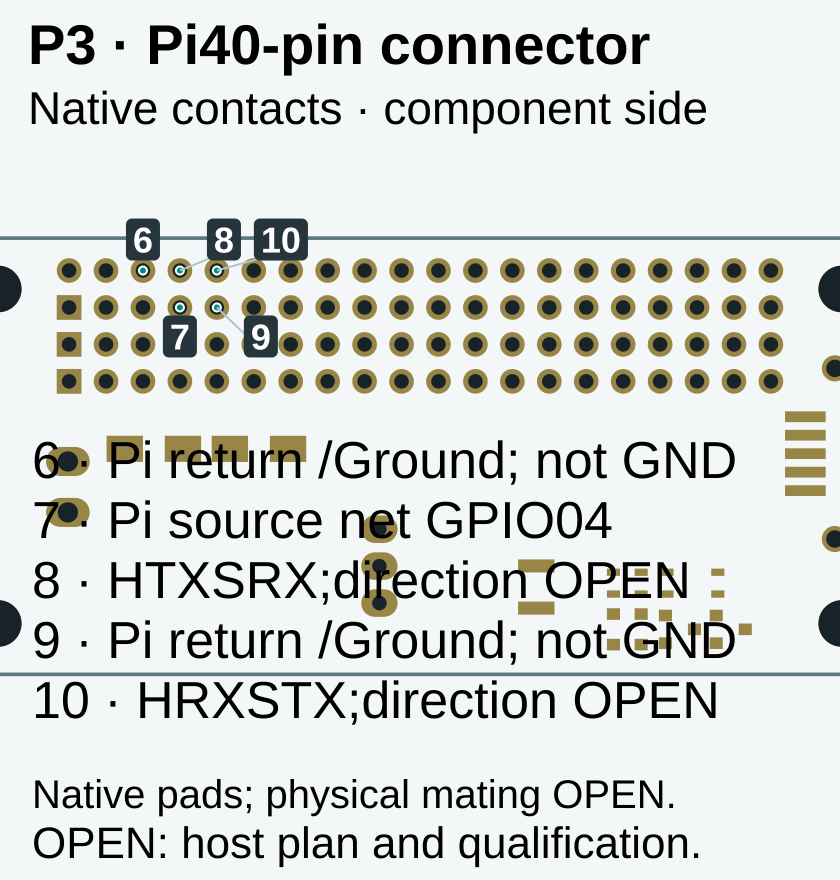 P3 · Pi40-pin connector
Native contacts · component side
6 8 10
7 9
6 · Pi return /Ground; not GND
7 · Pi source net GPIO04
8 · HTXSRX;direction OPEN
9 · Pi return /Ground; not GND
10 · HRXSTX;direction OPEN
Native pads; physical mating OPEN.
OPEN: host plan and qualification.